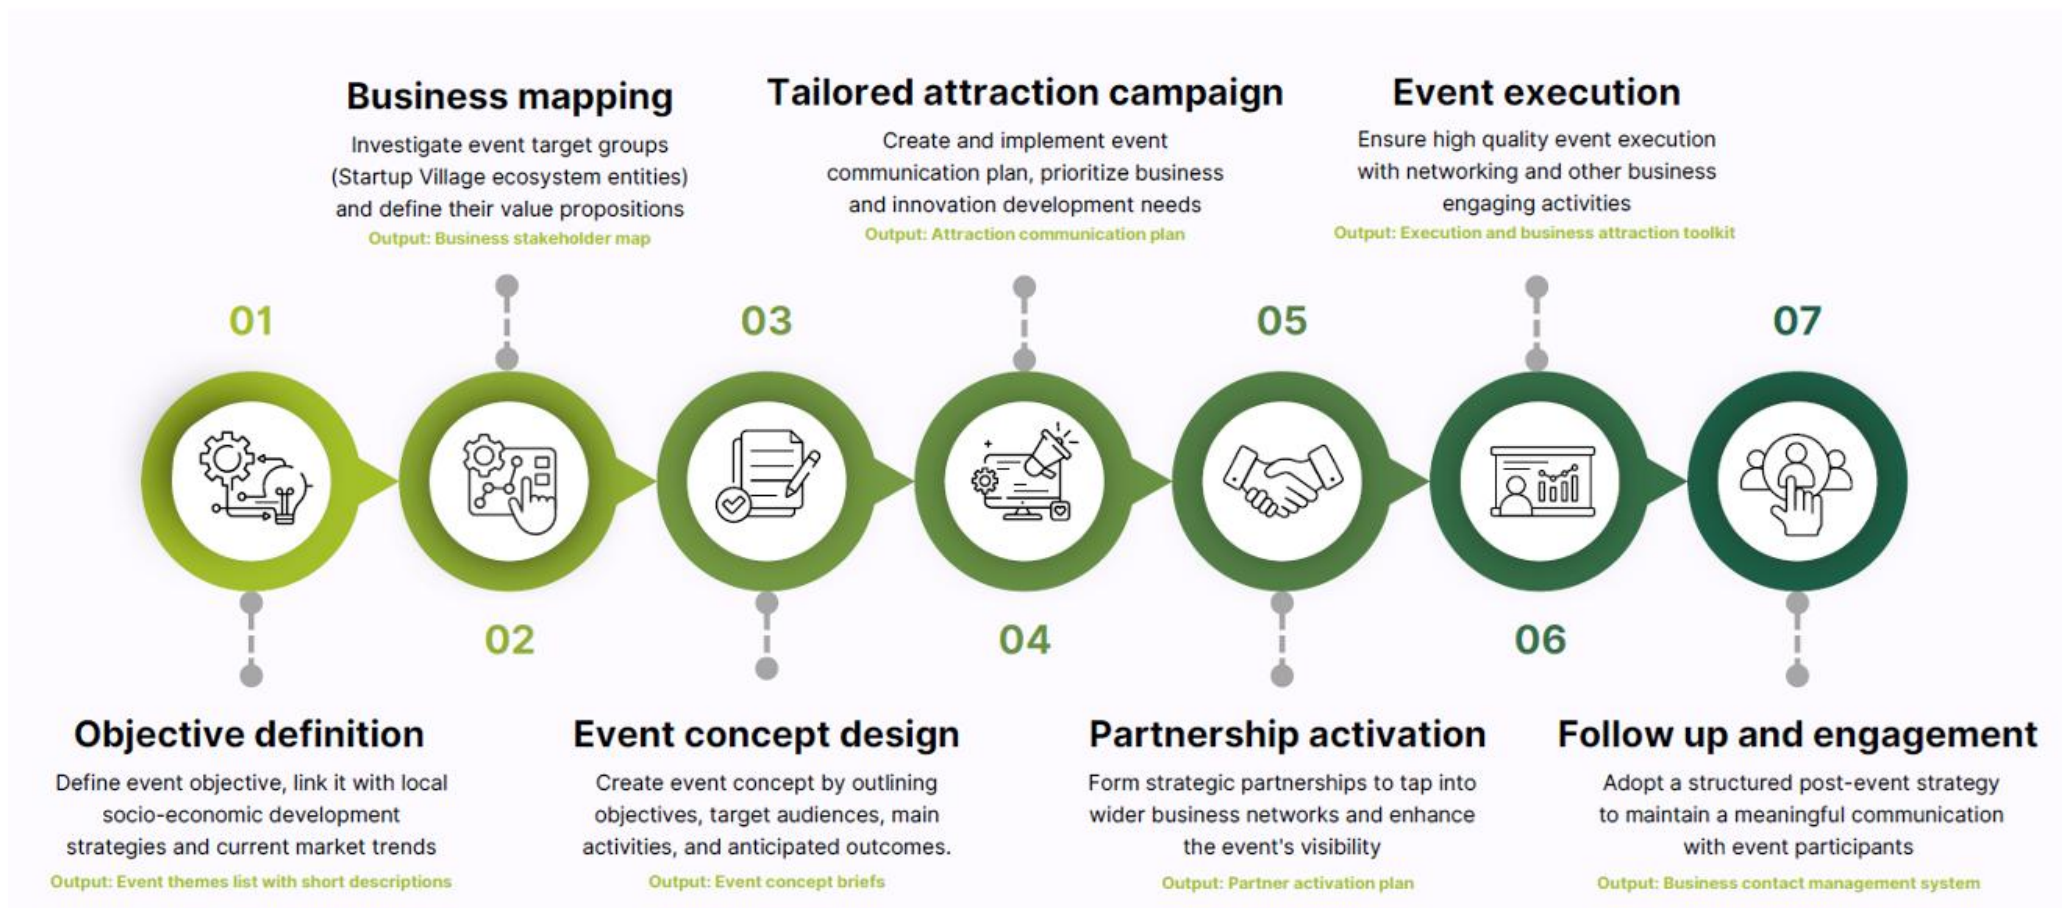 01
Objective definition
Define event objective, link it with local
socio-economic development
strategies and current market trends
Output: Event themes list with short descriptions
Business mapping
Investigate event target groups
(Startup Village ecosystem entities)
and define their value propositions
Output: Business stakeholder map
02
03
Event concept design
Create event concept by outlining
objectives, target audiences, main
activities, and anticipated outcomes.
Output: Event concept briefs
Tailored attraction campaign
Create and implement event
communication plan, prioritize business
and innovation development needs
Output: Attraction communication plan
04
05
Partnership activation
Form strategic partnerships to tap into
wider business networks and enhance
the event's visibility
Output: Partner activation plan
Event execution
Ensure high quality event execution
with networking and other business
engaging activities
Output: Execution and business attraction toolkit
06
07
Follow up and engagement
Adopt a structured post-event strategy
to maintain a meaningful communication
with event participants
Output: Business contact management system